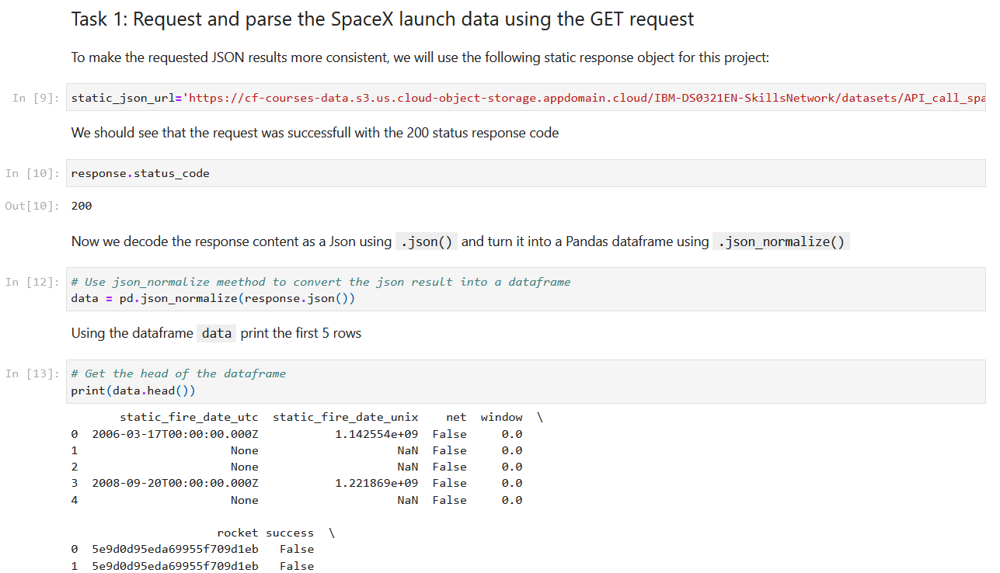 Task 1: Request and parse the SpaceX launch data using the GET request
To make the requested JSON results more consistent, we will use the following static response object for this project:
In [9]: static_json_url='https://cf-courses-data.s3.us.cloud-object-storage.appdomain.cloud/IBM-DS0321EN-SkillsNetwork/datasets/API_call_spa
We should see that the request was successfull with the 200 status response code
In [10]: response.status_code
Out[10]: 200
Now we decode the response content as a Json using .json() and turn it into a Pandas dataframe using .json_normalize()
In [12]: # Use json_normalize meethod to convert the json result into a dataframe
data = pd.json_normalize(response.json())
Using the dataframe data print the first 5 rows
In [13]: # Get the head of the dataframe
print(data.head())
static_fire_date_utc static_fire_date_unix net window \
0 2006-03-17T00:00:00.000Z 1.142554e+09 False 0.0
1 None NaN False 0.0
2 None NaN False 0.0
3 2008-09-20T00:00:00.000Z 1.221869e+09 False 0.0
4 None NaN False 0.0
rocket success \
0 5e9d0d95eda69955f709d1eb False
1 5e9d0d95eda69955f709d1eb False